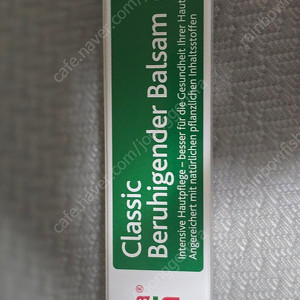 Classic
Beruhigender Balsam
Intensive Hautpflege – besser für die Gesundheit Ihrer Haut
Angereichert mit natürlichen pflanzlichen Inhaltsstoffen